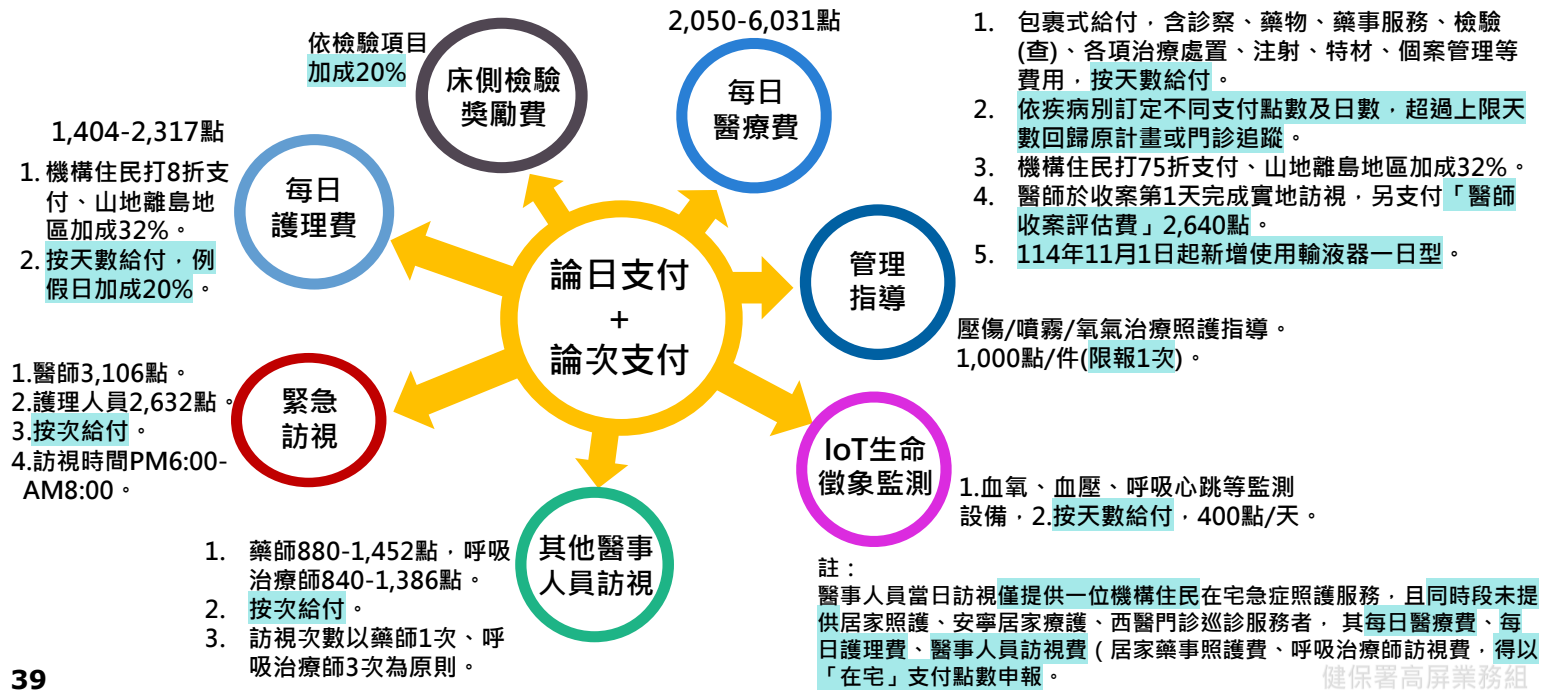 依檢驗項目
加成20%
床側檢驗
獎勵費
2,050-6,031點
每日
醫療費
1. 包裹式給付，含診察、藥物、藥事服務、檢驗
(查)、各項治療處置、注射、特材、個案管理等
費用，按天數給付。
2. 依疾病別訂定不同支付點數及日數，超過上限天
數回歸原計畫或門診追蹤。
3. 機構住民打75折支付、山地離島地區加成32%。
4. 醫師於收案第1天完成實地訪視，另支付「醫師
收案評估費」2,640點。
5. 114年11月1日起新增使用輸液器一日型。
1,404-2,317點
1. 機構住民打8折支
付、山地離島地
區加成32%。
2. 按天數給付，例
假日加成20%。
每日
護理費
論日支付
+
論次支付
管理
指導
壓傷/噴霧/氧氣治療照護指導。
1,000點/件(限報1次)。
1.醫師3,106點。
2.護理人員2,632點。
3.按次給付。
4.訪視時間PM6:00-
AM8:00。
緊急
訪視
IoT生命
徵象監測
1.血氧、血壓、呼吸心跳等監測
設備，2.按天數給付，400點/天。
1. 藥師880-1,452點，呼吸
治療師840-1,386點。
2. 按次給付。
3. 訪視次數以藥師1次、呼
吸治療師3次為原則。
其他醫事
人員訪視
註：
醫事人員當日訪視僅提供一位機構住民在宅急症照護服務，且同時段未提
供居家照護、安寧居家療護、西醫門診巡診服務者， 其每日醫療費、每
日護理費、醫事人員訪視費（居家藥事照護費、呼吸治療師訪視費，得以
「在宅」支付點數申報。
健保署高屏業務組
39